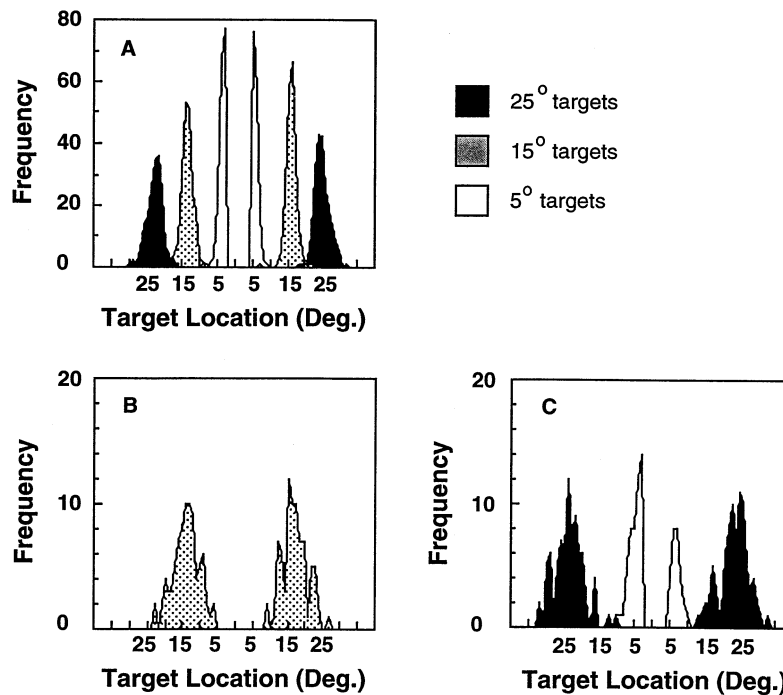 80
A
60
40
20
0
Frequency
25 15 5 5 15 25
Target Location (Deg.)
25° targets
15° targets
5° targets
20
B
10
0
Frequency
25 15 5 5 15 25
Target Location (Deg.)
20
C
10
0
Frequency
25 15 5 5 15 25
Target Location (Deg.)